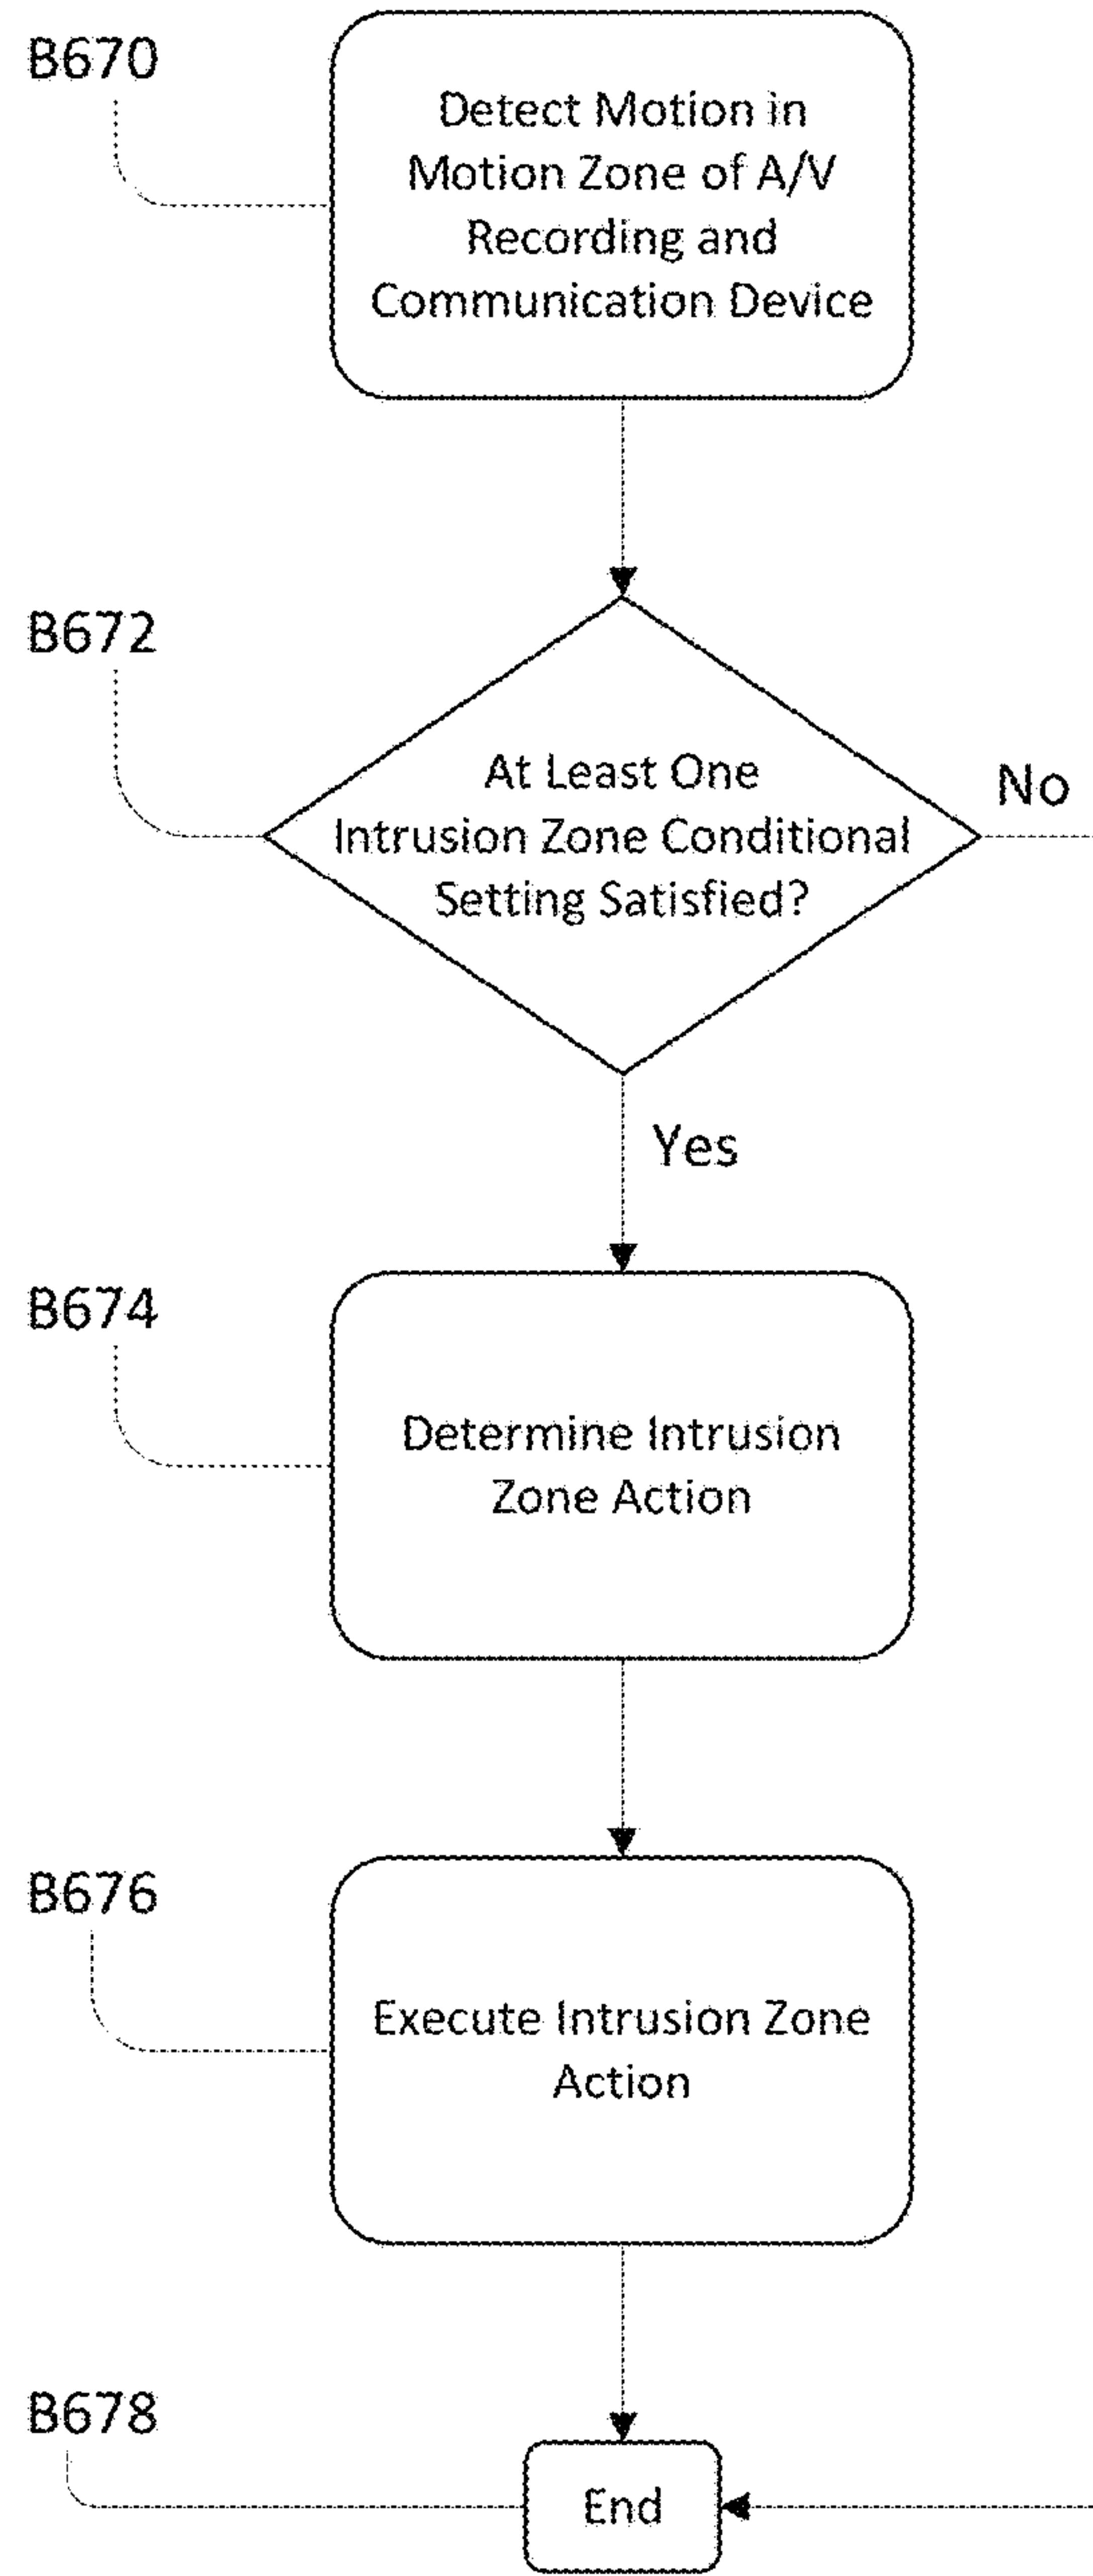 B670
Detect Motion in
Motion Zone of A/V
Recording and
Communication Device
B672
At Least One
Intrusion Zone Conditional
Setting Satisfied?
No
Yes
B674
Determine Intrusion
Zone Action
B676
Execute Intrusion Zone
Action
B678
End